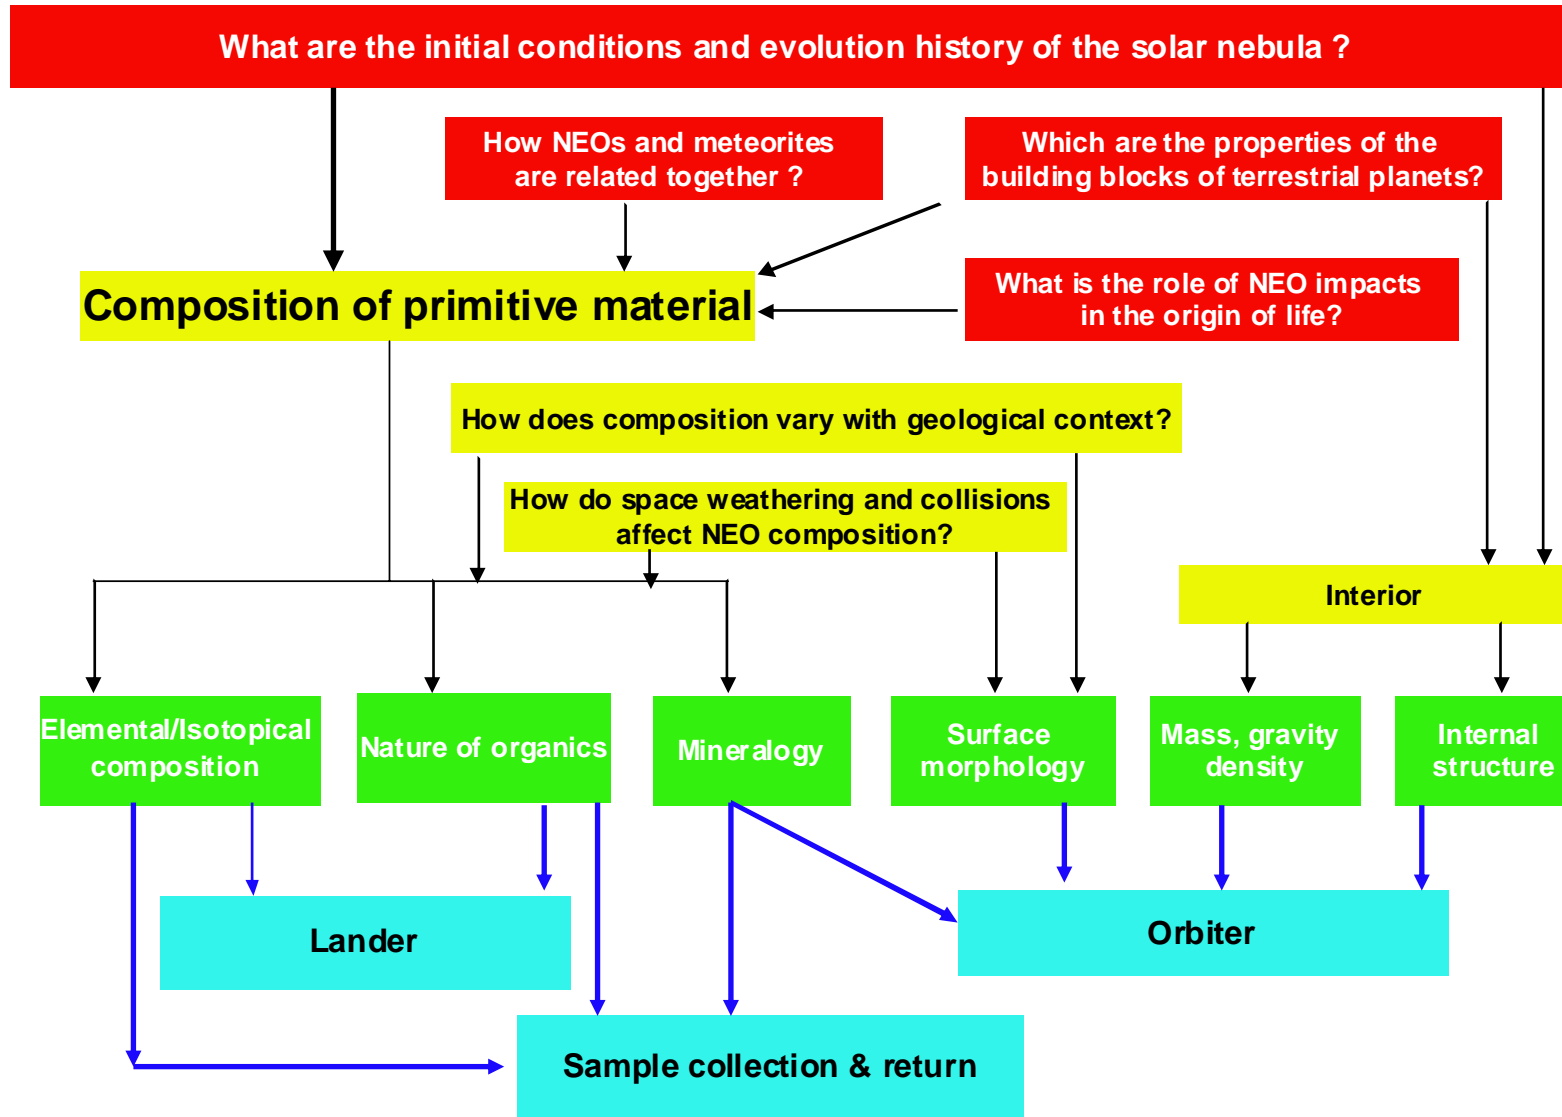 What are the initial conditions and evolution history of the solar nebula ?
How NEOs and meteorites
are related together ?
Which are the properties of the
building blocks of terrestrial planets?
Composition of primitive material
What is the role of NEO impacts
in the origin of life?
How does composition vary with geological context?
How do space weathering and collisions
affect NEO composition?
Interior
Elemental/Isotopical
composition
Nature of organics
Mineralogy
Surface
morphology
Mass, gravity
density
Internal
structure
Lander
Orbiter
Sample collection & return